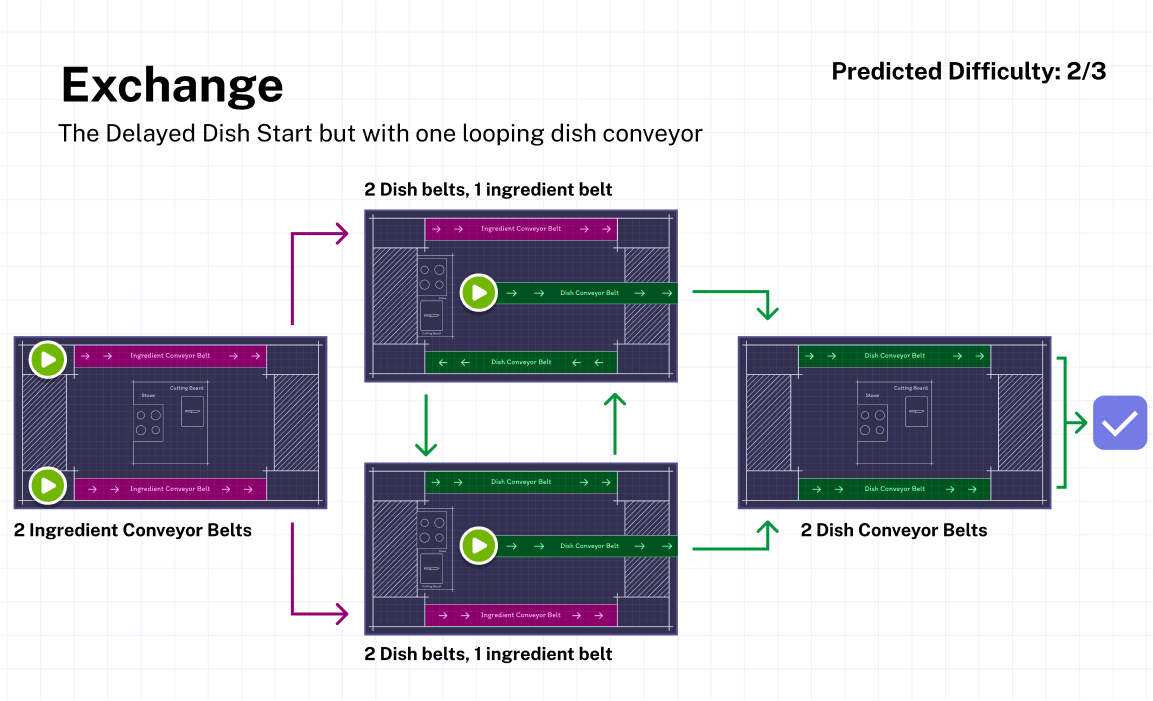 Exchange
Predicted Difficulty: 2/3
The Delayed Dish Start but with one looping dish conveyor
2 Dish belts, 1 ingredient belt
Ingredient Conveyor Belt
Dish Conveyor Belt
Stove
Cutting Board
Dish Conveyor Belt
Ingredient Conveyor Belt
Cutting Board
Stove
Ingredient Conveyor Belt
2 Ingredient Conveyor Belts
Dish Conveyor Belt
Dish Conveyor Belt
Stove
Cutting Board
Ingredient Conveyor Belt
2 Dish belts, 1 ingredient belt
Dish Conveyor Belt
Cutting Board
Stove
Dish Conveyor Belt
2 Dish Conveyor Belts